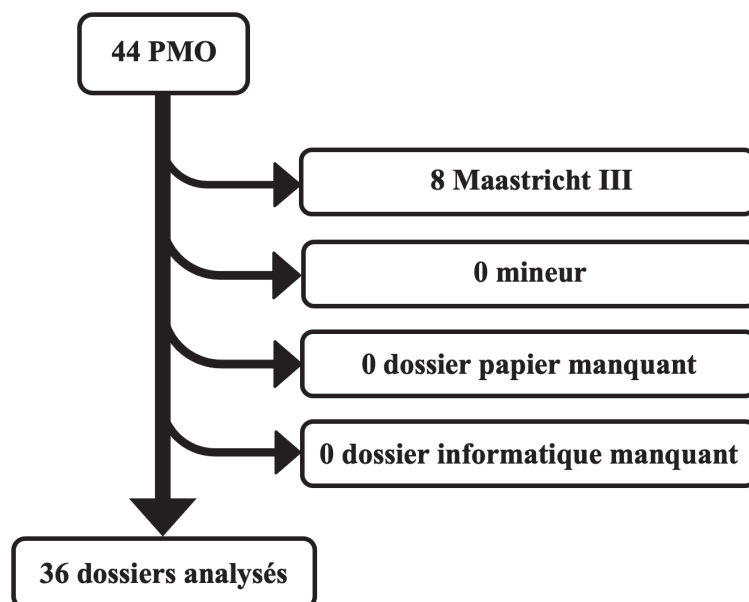 44 PMO
8 Maastricht III
0 mineur
0 dossier papier manquant
0 dossier informatique manquant
36 dossiers analysés